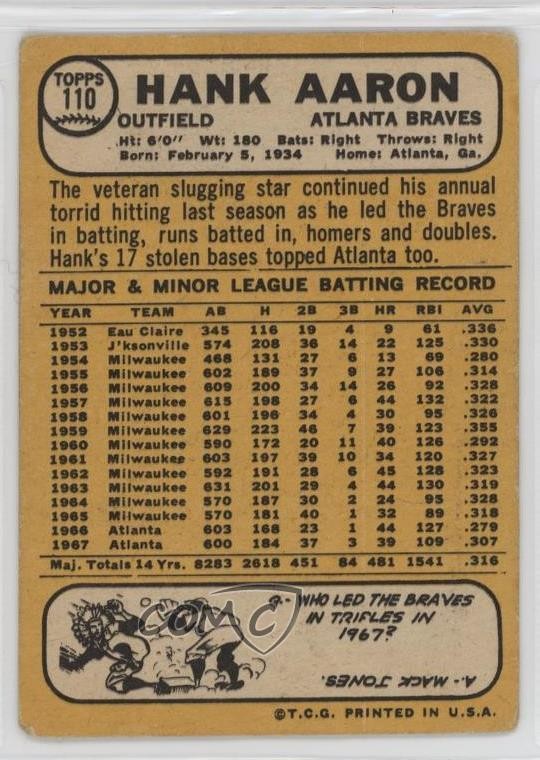 TOPPS
110
HANK AARON
OUTFIELD ATLANTA BRAVES
Ht: 6'0" Wt: 180 Bats: Right Throws: Right
Born: February 5, 1934 Home: Atlanta, Ga.
The veteran slugging star continued his annual
torrid hitting last season as he led the Braves
in batting, runs batted in, homers and doubles.
Hank's 17 stolen bases topped Atlanta too.
MAJOR & MINOR LEAGUE BATTING RECORD
YEAR TEAM AB H 2B 3B HR RBI AVG
1952 Eau Claire 345 116 19 4 9 61 .336
1953 J'ksonville 574 208 36 14 22 125 .330
1954 Milwaukee 468 131 27 6 13 69 .280
1955 Milwaukee 602 189 37 9 27 106 .314
1956 Milwaukee 609 200 34 14 26 92 .328
1957 Milwaukee 615 198 27 6 44 132 .322
1958 Milwaukee 601 196 34 4 30 95 .326
1959 Milwaukee 629 223 46 7 39 123 .355
1960 Milwaukee 590 172 20 11 40 126 .292
1961 Milwaukee 603 197 39 10 34 120 .327
1962 Milwaukee 592 191 28 6 45 128 .323
1963 Milwaukee 631 201 29 4 44 130 .319
1964 Milwaukee 570 187 30 2 24 95 .328
1965 Milwaukee 570 181 40 1 32 89 .318
1966 Atlanta 603 168 23 1 44 127 .279
1967 Atlanta 600 184 37 3 39 109 .307
Maj. Totals 14 Yrs. 8283 2618 451 84 481 1541 .316
Q.- WHO LED THE BRAVES
IN TRIPLES IN
1967?
A.- MACK JONES.
COMC
©T.C.G. PRINTED IN U.S.A.